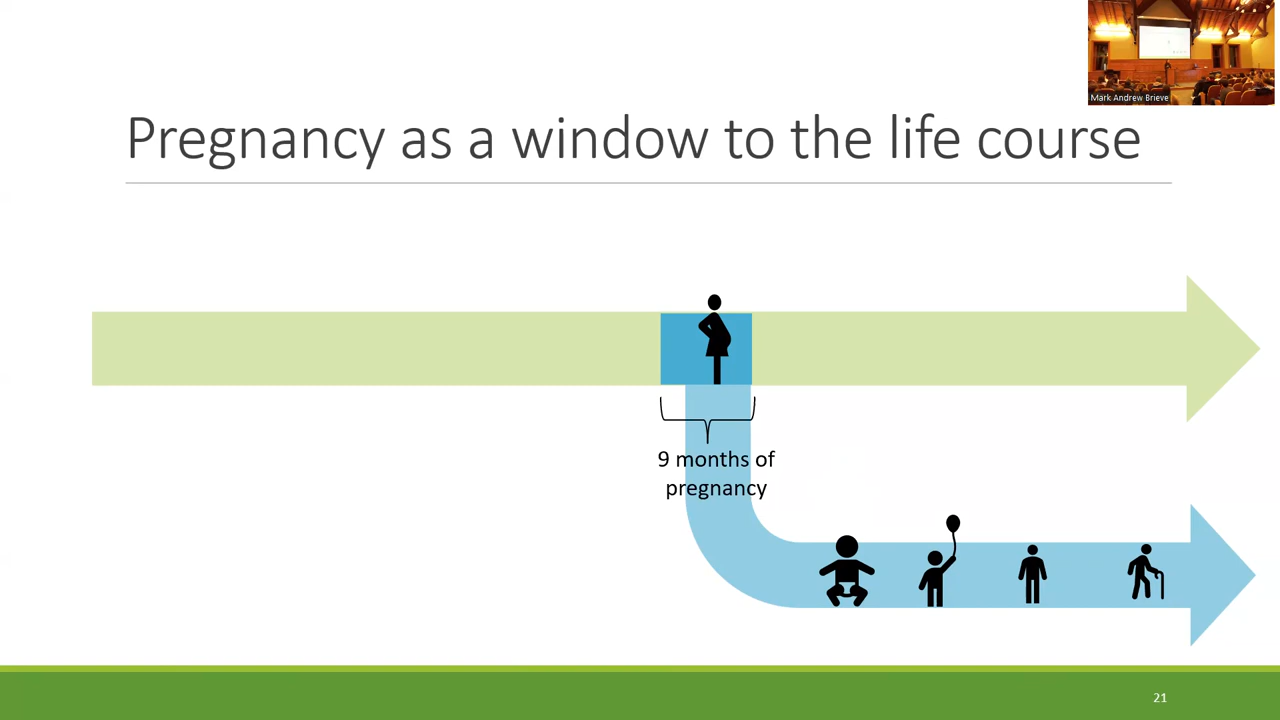 Mark Andrew Brieve
Pregnancy as a window to the life course
9 months of
pregnancy
21